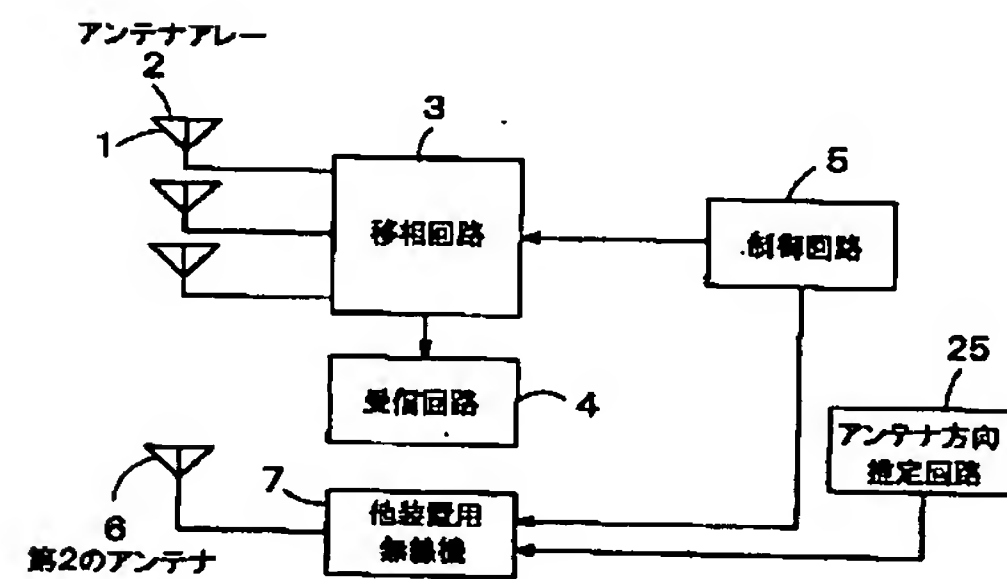 アンテナアレー
2
1
3
移相回路
5
制御回路
受信回路
4
25
アンテナ方向
推定回路
6
第2のアンテナ
7
他装置用
無線機